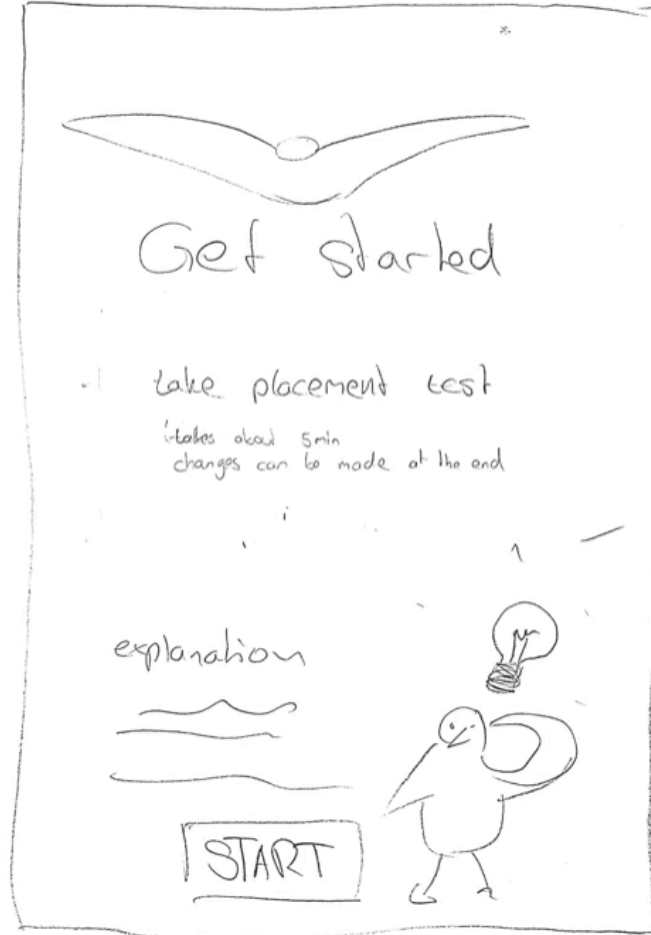 Get started
take placement test
takes about 5min
changes can be made at the end
explanation
START